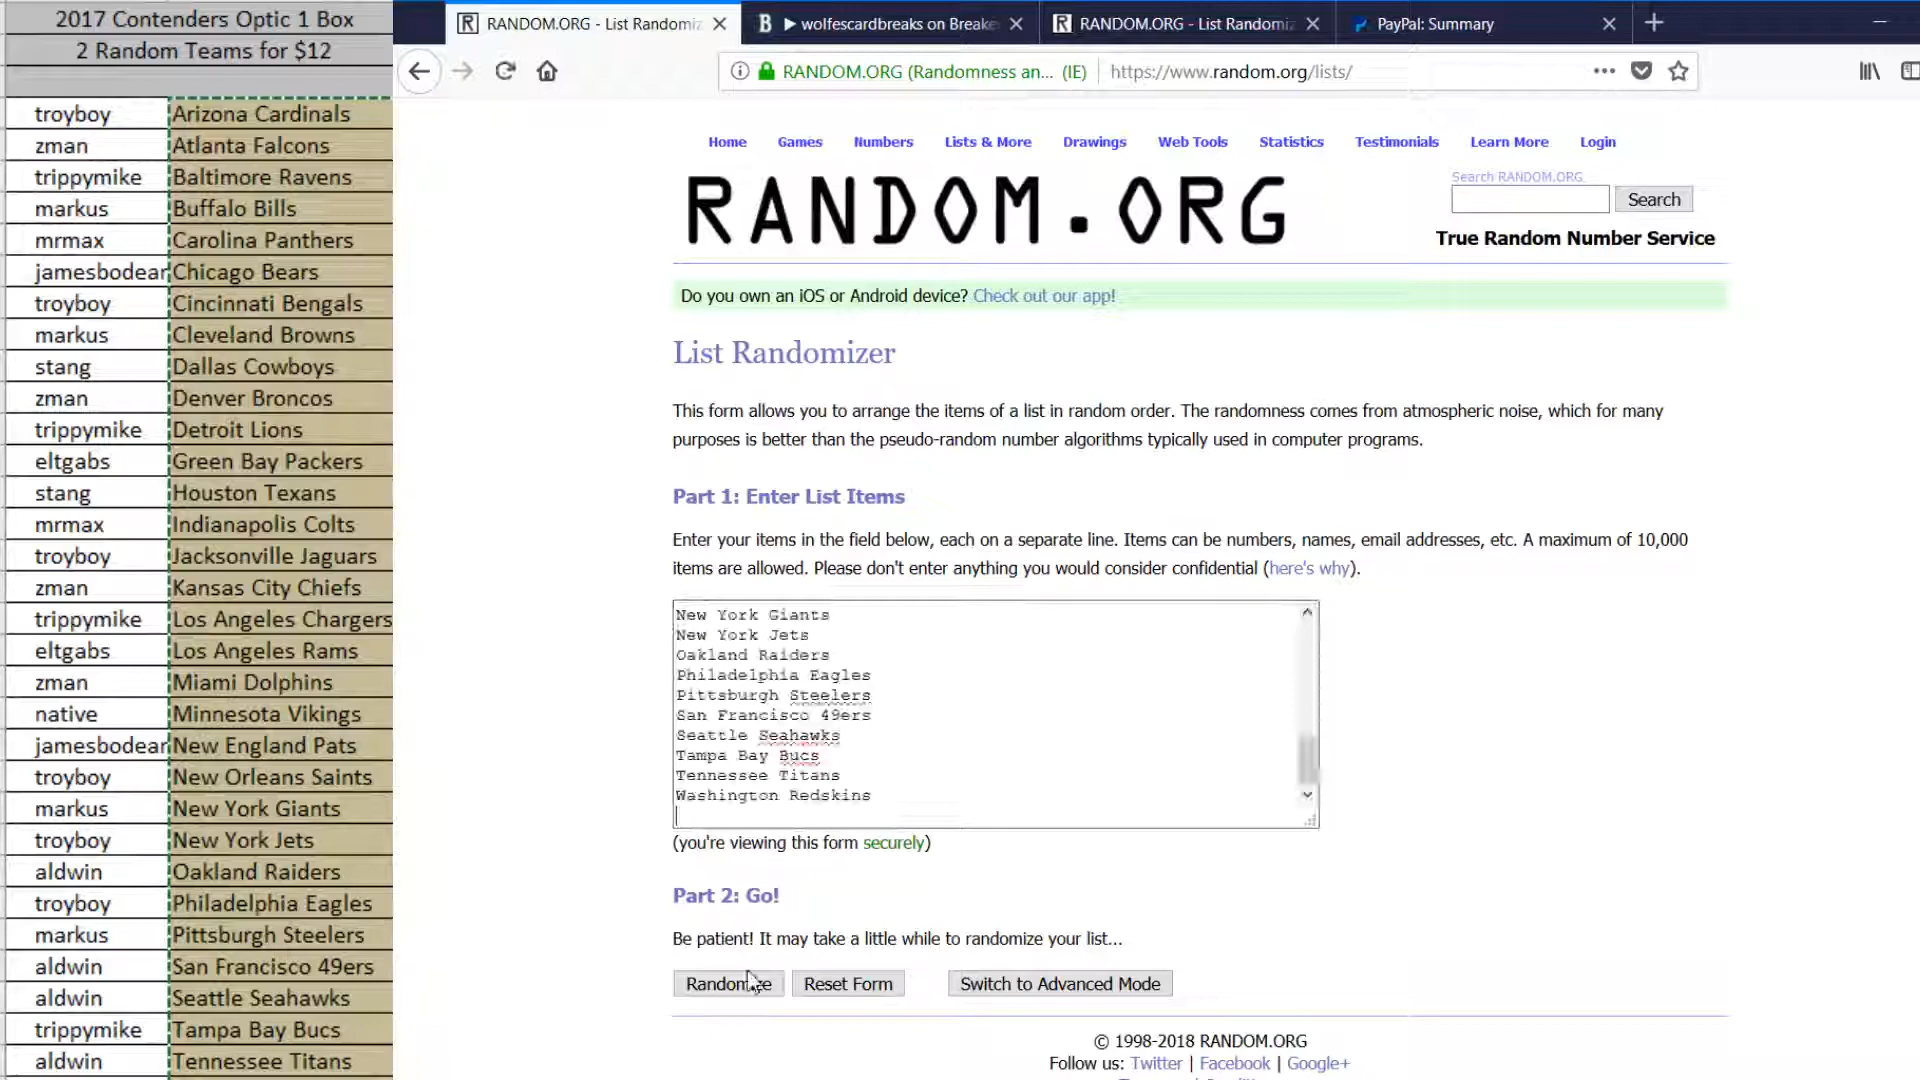 2017 Contenders Optic 1 Box
2 Random Teams for $12
troyboy Arizona Cardinals
zman Atlanta Falcons
trippymike Baltimore Ravens
markus Buffalo Bills
mrmax Carolina Panthers
jamesbodear Chicago Bears
troyboy Cincinnati Bengals
markus Cleveland Browns
stang Dallas Cowboys
zman Denver Broncos
trippymike Detroit Lions
eltgabs Green Bay Packers
stang Houston Texans
mrmax Indianapolis Colts
troyboy Jacksonville Jaguars
zman Kansas City Chiefs
trippymike Los Angeles Chargers
eltgabs Los Angeles Rams
zman Miami Dolphins
native Minnesota Vikings
jamesbodear New England Pats
troyboy New Orleans Saints
markus New York Giants
troyboy New York Jets
aldwin Oakland Raiders
troyboy Philadelphia Eagles
markus Pittsburgh Steelers
aldwin San Francisco 49ers
aldwin Seattle Seahawks
trippymike Tampa Bay Bucs
aldwin Tennessee Titans
RANDOM.ORG - List Randomiz
B wolfescardbreaks on Breake
RANDOM.ORG - List Randomiz
PayPal: Summary
RANDOM.ORG (Randomness an... (IE) https://www.random.org/lists/
Home Games Numbers Lists & More Drawings Web Tools Statistics Testimonials Learn More Login
RANDOM.ORG
Search RANDOM.ORG
Search
True Random Number Service
Do you own an iOS or Android device? Check out our app!
List Randomizer
This form allows you to arrange the items of a list in random order. The randomness comes from atmospheric noise, which for many
purposes is better than the pseudo-random number algorithms typically used in computer programs.
Part 1: Enter List Items
Enter your items in the field below, each on a separate line. Items can be numbers, names, email addresses, etc. A maximum of 10,000
items are allowed. Please don't enter anything you would consider confidential (here's why).
New York Giants
New York Jets
Oakland Raiders
Philadelphia Eagles
Pittsburgh Steelers
San Francisco 49ers
Seattle Seahawks
Tampa Bay Bucs
Tennessee Titans
Washington Redskins
(you're viewing this form securely)
Part 2: Go!
Be patient! It may take a little while to randomize your list...
Randomize Reset Form Switch to Advanced Mode
© 1998-2018 RANDOM.ORG
Follow us: Twitter | Facebook | Google+